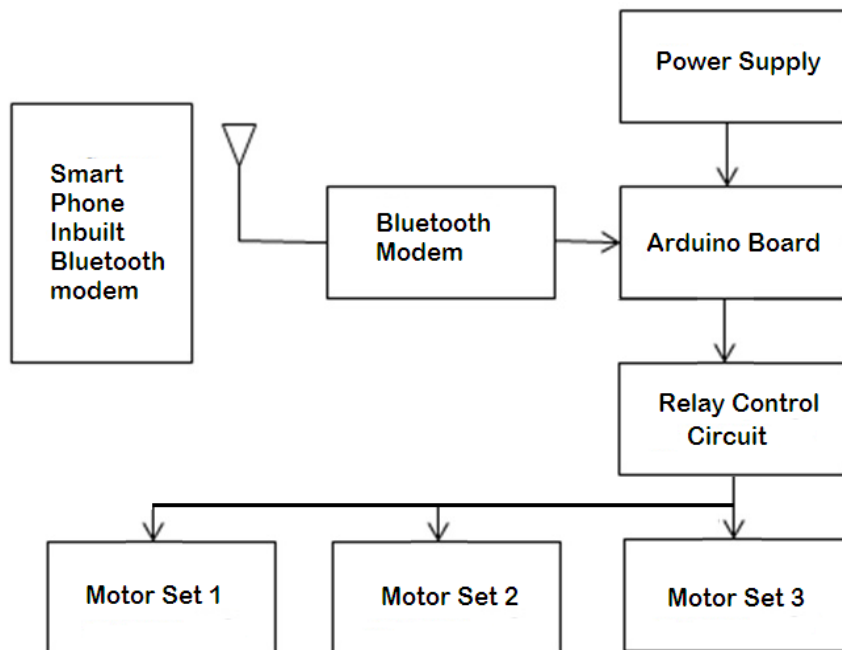 Power Supply
Smart
Phone
Inbuilt
Bluetooth
modem
Bluetooth
Modem
Arduino Board
Relay Control
Circuit
Motor Set 1
Motor Set 2
Motor Set 3